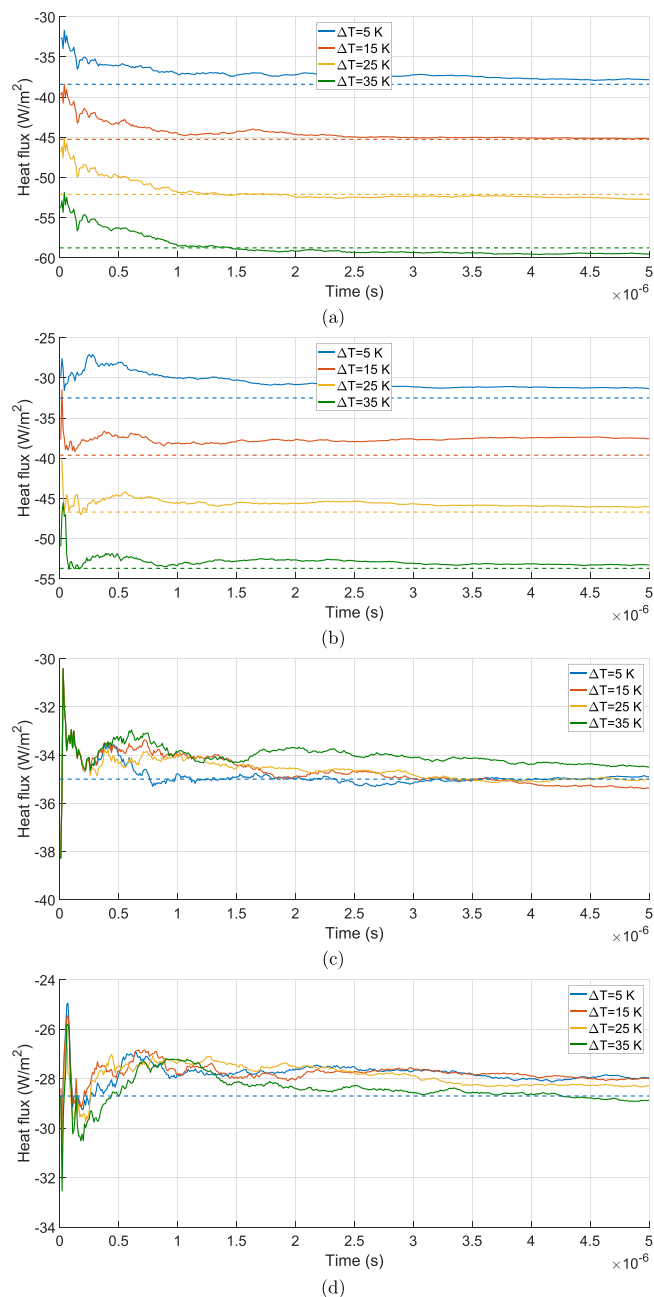 -30
-35
-40
-45
-50
-55
-60
Heat flux (W/m²)
ΔT=5 K
ΔT=15 K
ΔT=25 K
ΔT=35 K
0 0.5 1 1.5 2 2.5 3 3.5 4 4.5 5
Time (s)
×10⁻⁶
(a)
-25
-30
-35
-40
-45
-50
-55
Heat flux (W/m²)
ΔT=5 K
ΔT=15 K
ΔT=25 K
ΔT=35 K
0 0.5 1 1.5 2 2.5 3 3.5 4 4.5 5
Time (s)
×10⁻⁶
(b)
-30
-32
-34
-36
-38
-40
Heat flux (W/m²)
ΔT=5 K
ΔT=15 K
ΔT=25 K
ΔT=35 K
0 0.5 1 1.5 2 2.5 3 3.5 4 4.5 5
Time (s)
×10⁻⁶
(c)
-24
-26
-28
-30
-32
-34
Heat flux (W/m²)
ΔT=5 K
ΔT=15 K
ΔT=25 K
ΔT=35 K
0 0.5 1 1.5 2 2.5 3 3.5 4 4.5 5
Time (s)
×10⁻⁶
(d)